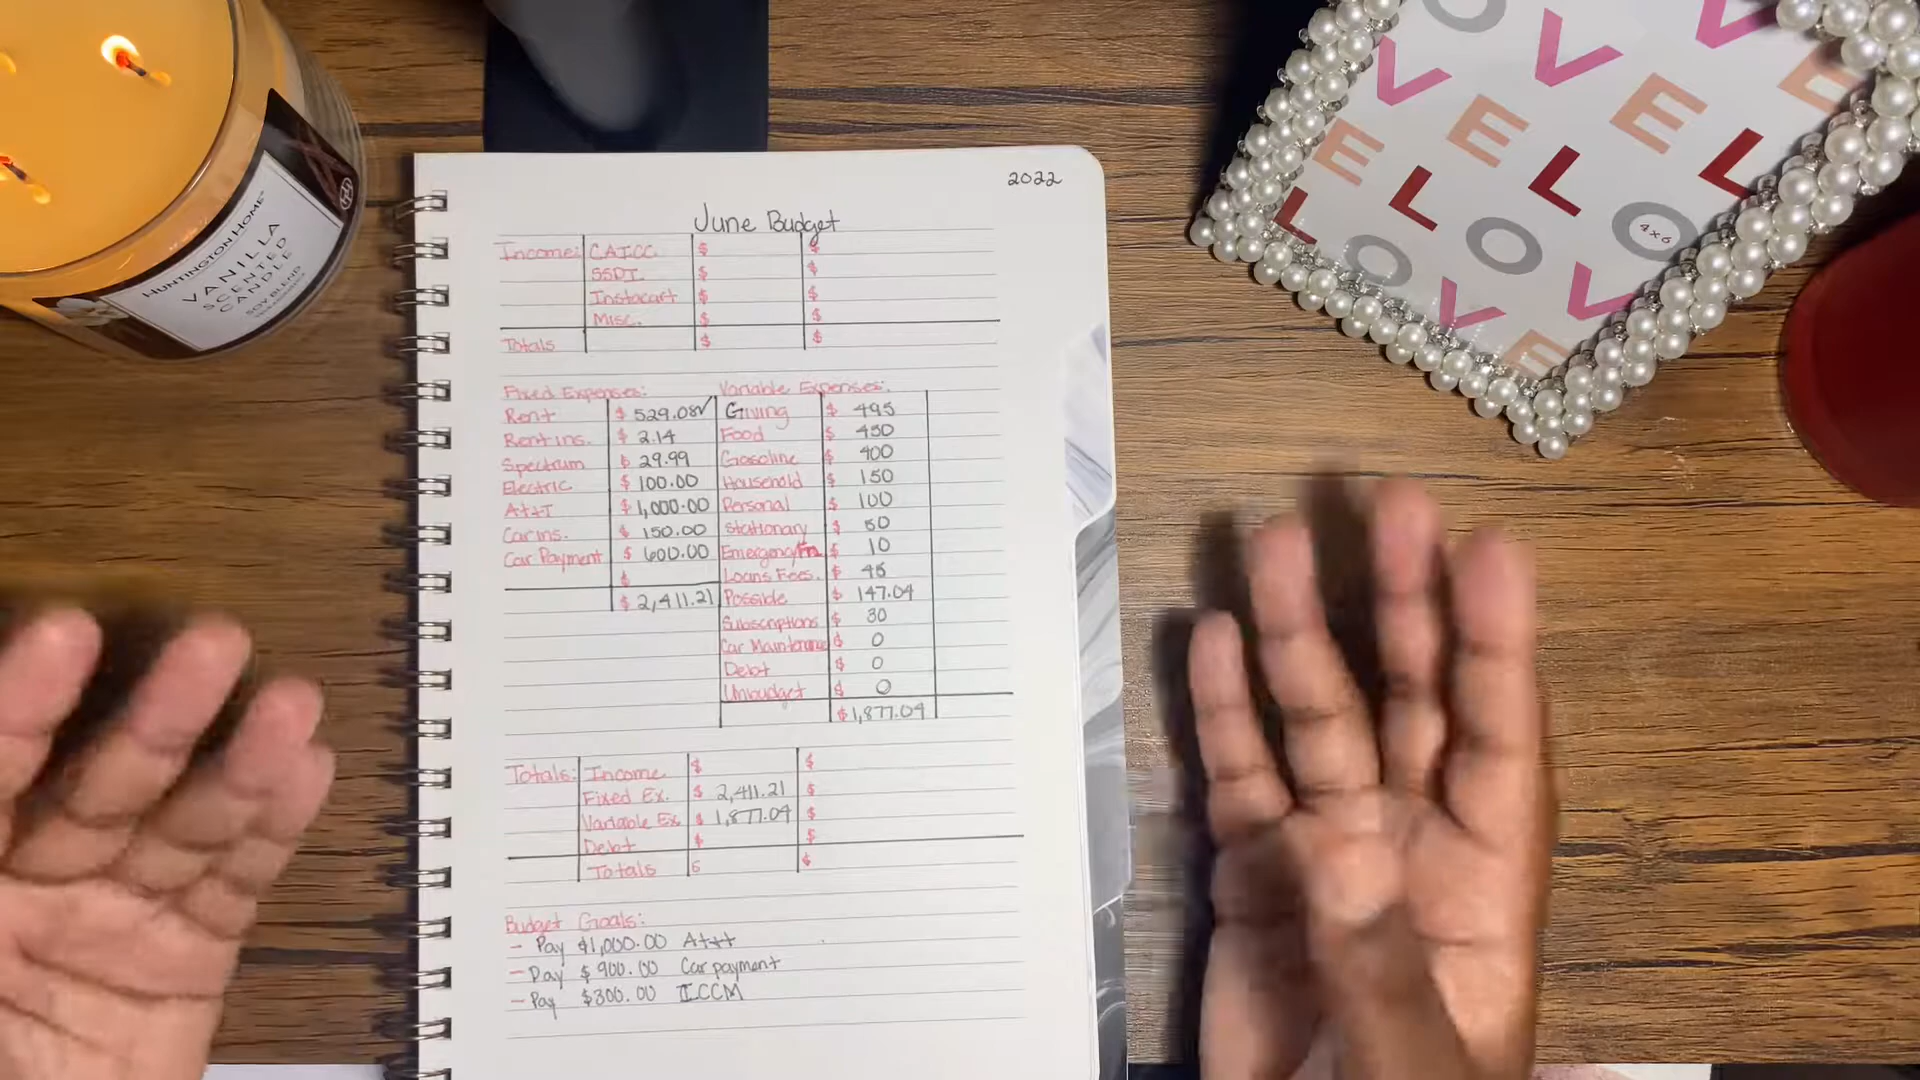 2022
June Budget
Income: CAICC $ $
SSDI $ $
Instacart $ $
Misc. $ $
Totals $ $
Fixed Expenses: Variable Expenses:
Rent $ 529.08✓ Giving $ 495
Rent ins. $ 2.14 Food $ 450
Spectrum $ 29.99 Gasoline $ 400
Electric $ 100.00 Household $ 150
At&t $ 1,000.00 Personal $ 100
Car ins. $ 150.00 Stationary $ 50
Car Payment $ 600.00 Emergency Fn $ 10
$ Loans Fees. $ 45
$ 2,411.21 Possible $ 147.04
Subscriptions $ 30
Car Maintenance $ 0
Debt $ 0
Unbudget $ 0
$1,877.04
Totals: Income $ $
Fixed Ex. $ 2,411.21 $
Variable Ex $ 1,877.04 $
Debt $ $
Totals $ $
Budget Goals:
- Pay $1,000.00 At&t
- Pay $900.00 Car payment
- Pay $300.00 ICCM
HUNTINGTON HOME
VANILLA
SCENTED
CANDLE
SOY BLEND
LOVE
LOVE
LOVE
LOVE
4x6